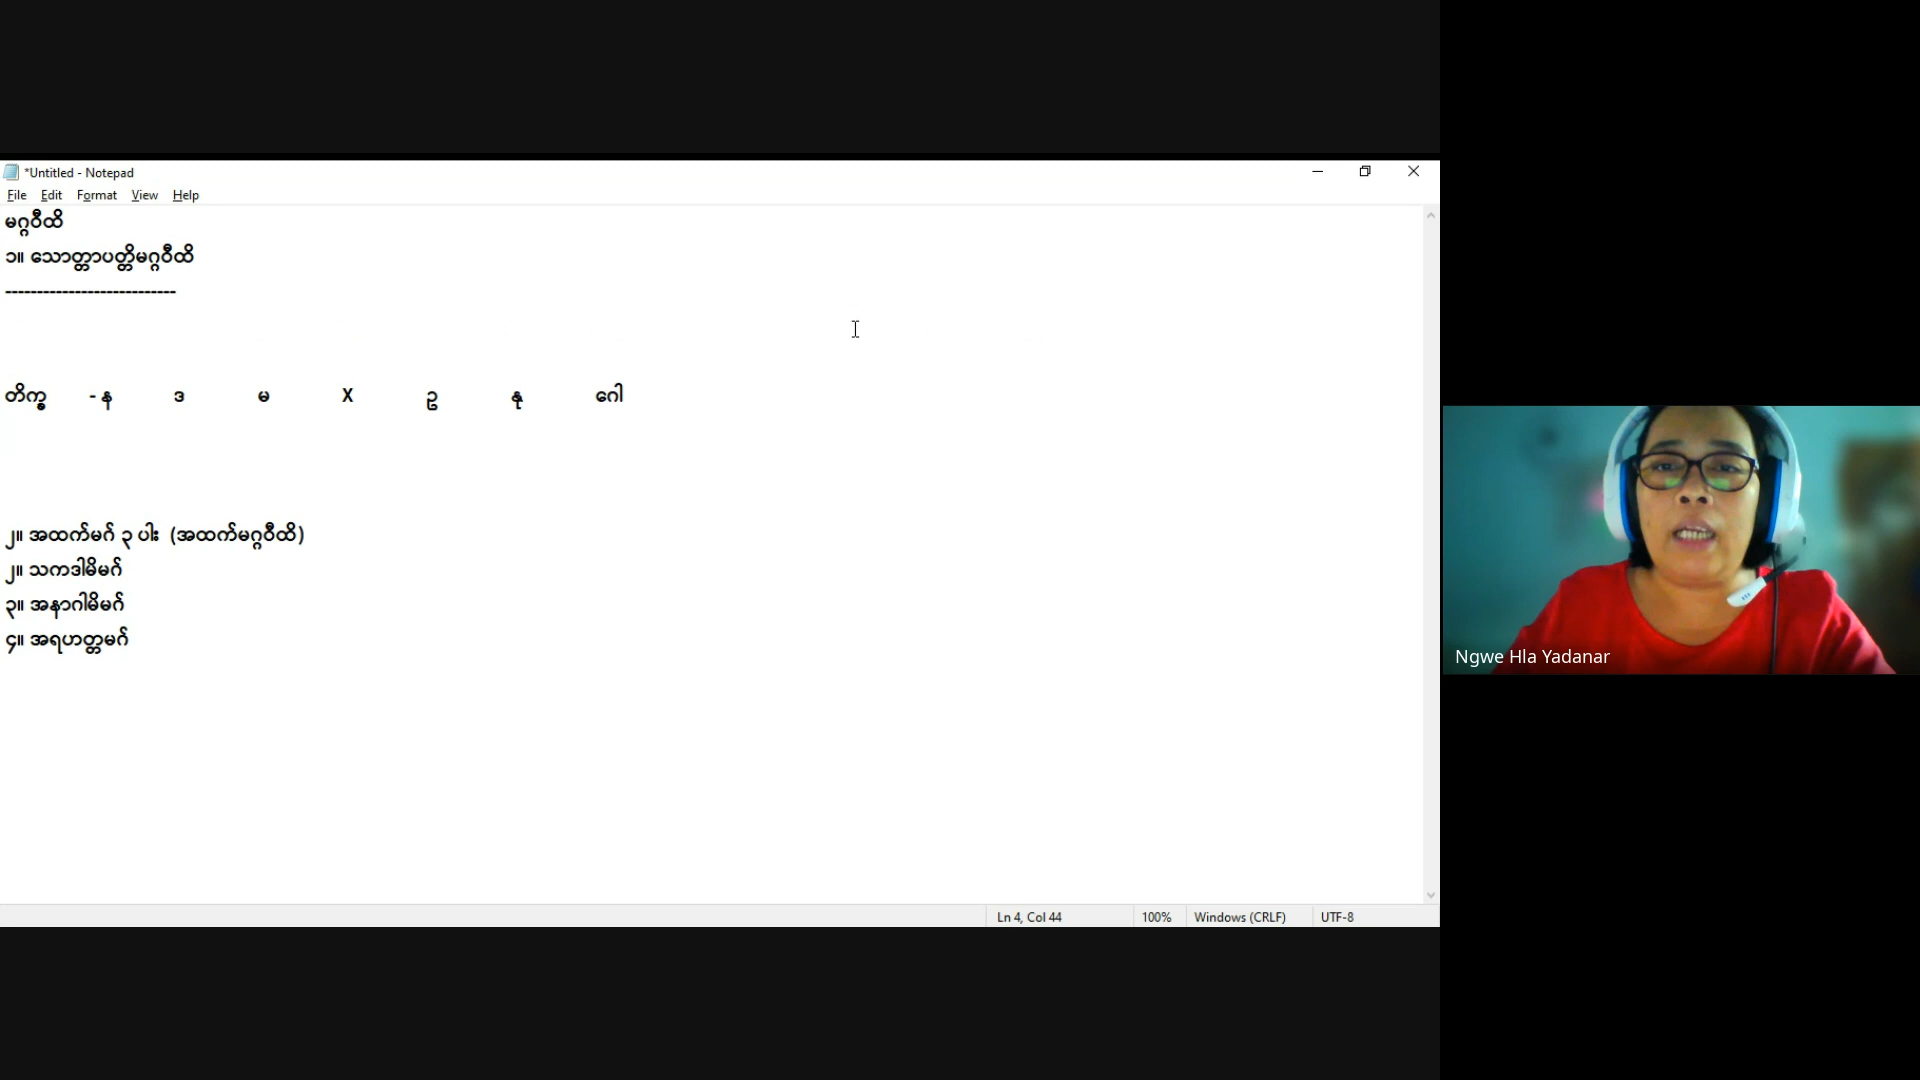 *Untitled - Notepad
File Edit Format View Help
မဂ္ဂဝီထိ
၁။ သောတ္တာပတ္တိမဂ္ဂဝီထိ
---------------------------
တိက္ခ - န ဒ မ X ဥ နု ဂေါ
၂။ အထက်မဂ် ၃ ပါး (အထက်မဂ္ဂဝီထိ)
၂။ သကဒါမိမဂ်
၃။ အနာဂါမိမဂ်
၄။ အရဟတ္တမဂ်
Ngwe Hla Yadanar
Ln 4, Col 44 100% Windows (CRLF) UTF-8